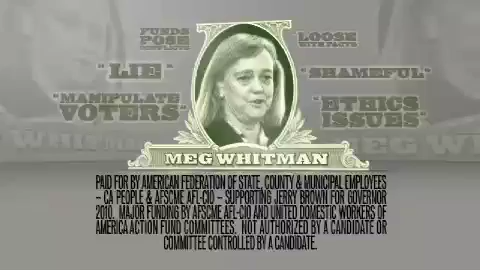 FUNDS
POSE
CONFLICTS
LOOSE
WITH FACTS
"LIE"
"SHAMEFUL"
"MANIPULATE
VOTERS"
"ETHICS
ISSUES"
MEG WHITMAN
PAID FOR BY AMERICAN FEDERATION OF STATE, COUNTY & MUNICIPAL EMPLOYEES
– CA PEOPLE & AFSCME AFL-CIO – SUPPORTING JERRY BROWN FOR GOVERNOR
2010. MAJOR FUNDING BY AFSCME AFL-CIO AND UNITED DOMESTIC WORKERS OF
AMERICA ACTION FUND COMMITTEES. NOT AUTHORIZED BY A CANDIDATE OR
COMMITTEE CONTROLLED BY A CANDIDATE.